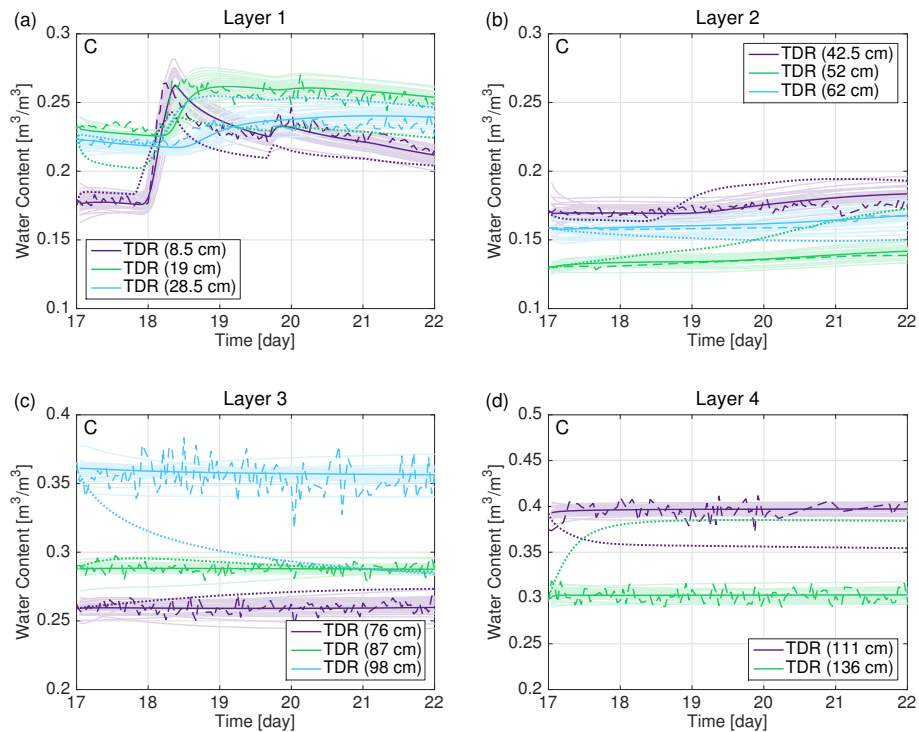 (a) Layer 1
C
TDR (8.5 cm)
TDR (19 cm)
TDR (28.5 cm)
Water Content [m³/m³]
0.3
0.25
0.2
0.15
0.1
17 18 19 20 21 22
Time [day]
(b) Layer 2
C
TDR (42.5 cm)
TDR (52 cm)
TDR (62 cm)
Water Content [m³/m³]
0.3
0.25
0.2
0.15
0.1
17 18 19 20 21 22
Time [day]
(c) Layer 3
C
TDR (76 cm)
TDR (87 cm)
TDR (98 cm)
Water Content [m³/m³]
0.4
0.35
0.3
0.25
0.2
17 18 19 20 21 22
Time [day]
(d) Layer 4
C
TDR (111 cm)
TDR (136 cm)
Water Content [m³/m³]
0.5
0.45
0.4
0.35
0.3
0.25
0.2
17 18 19 20 21 22
Time [day]